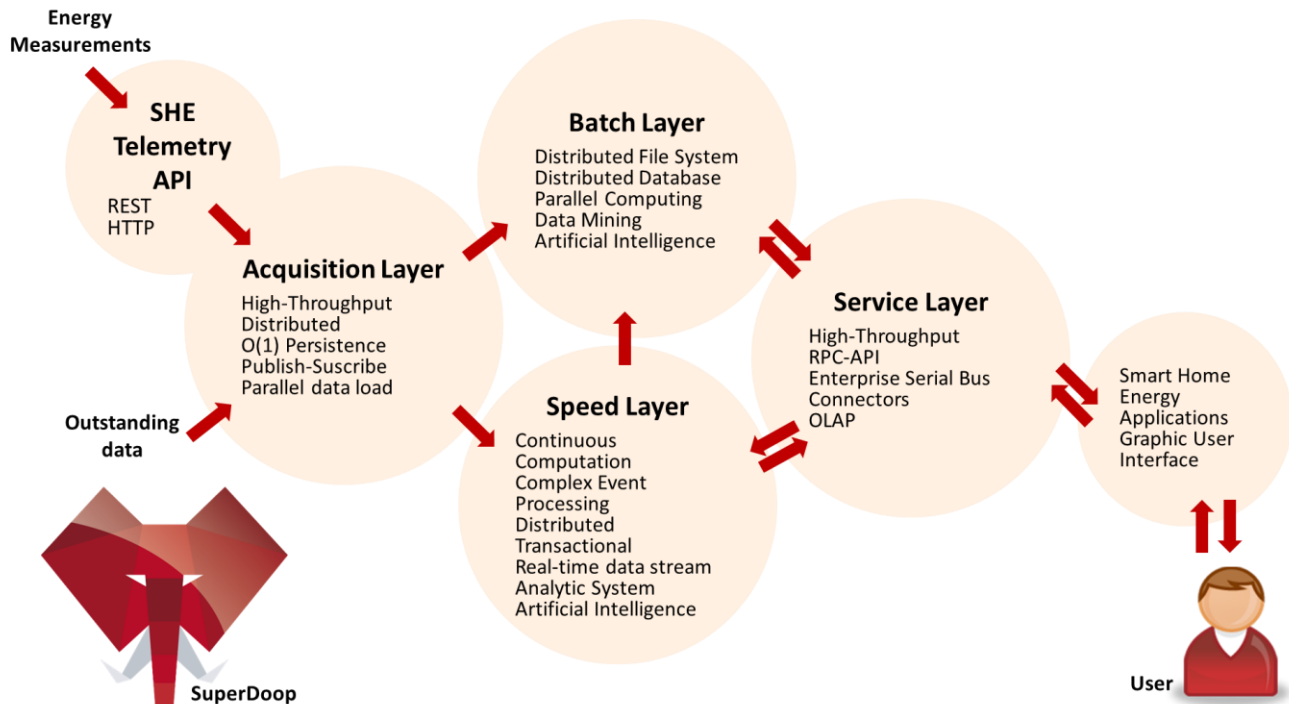 Energy
Measurements
SHE
Telemetry
API
REST
HTTP
Acquisition Layer
High-Throughput
Distributed
O(1) Persistence
Publish-Suscribe
Parallel data load
Outstanding
data
SuperDoop
Batch Layer
Distributed File System
Distributed Database
Parallel Computing
Data Mining
Artificial Intelligence
Speed Layer
Continuous
Computation
Complex Event
Processing
Distributed
Transactional
Real-time data stream
Analytic System
Artificial Intelligence
Service Layer
High-Throughput
RPC-API
Enterprise Serial Bus
Connectors
OLAP
Smart Home
Energy
Applications
Graphic User
Interface
User